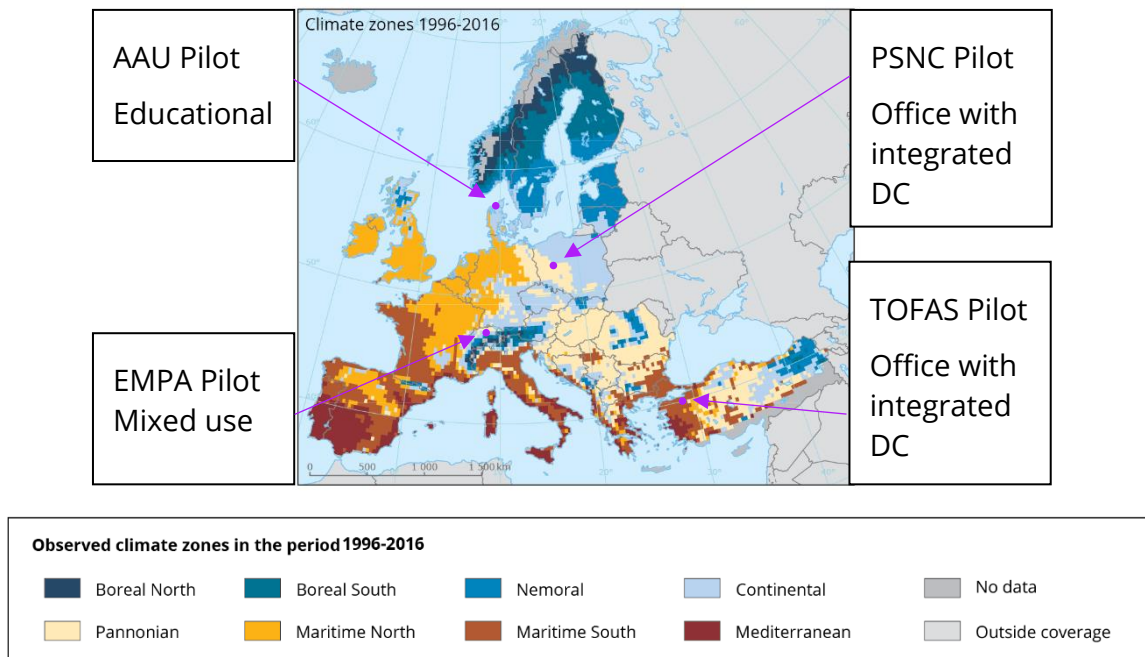 AAU Pilot
Educational
Climate zones 1996-2016
PSNC Pilot
Office with
integrated
DC
EMPA Pilot
Mixed use
TOFAS Pilot
Office with
integrated
DC
0 500 1 000 1 500 km
20°
Observed climate zones in the period 1996-2016
Boreal North
Boreal South
Nemoral
Continental
No data
Pannonian
Maritime North
Maritime South
Mediterranean
Outside coverage